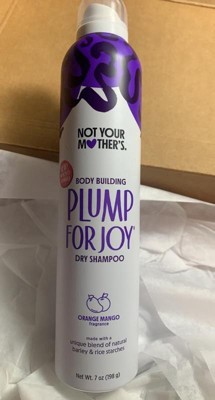 NOT YOUR
MOTHER'S.
BODY BUILDING
PLUMP
FOR JOY®
DRY SHAMPOO
ORANGE MANGO
fragrance
made with a
unique blend of natural
barley & rice starches
Net Wt. 7 oz (198 g)